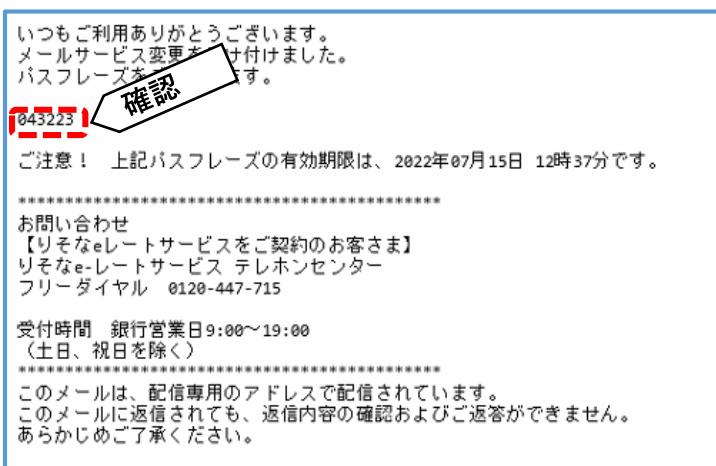 いつもご利用ありがとうございます。
メールサービス変更を け付けました。
パスフレーズを す。
確認
043223
ご注意！ 上記パスフレーズの有効期限は、2022年07月15日 12時37分です。
********************************************
お問い合わせ
【りそなeレートサービスをご契約のお客さま】
りそなe-レートサービス テレホンセンター
フリーダイヤル 0120-447-715
受付時間 銀行営業日9:00～19:00
（土日、祝日を除く）
********************************************
このメールは、配信専用のアドレスで配信されています。
このメールに返信されても、返信内容の確認およびご返答ができません。
あらかじめご了承ください。